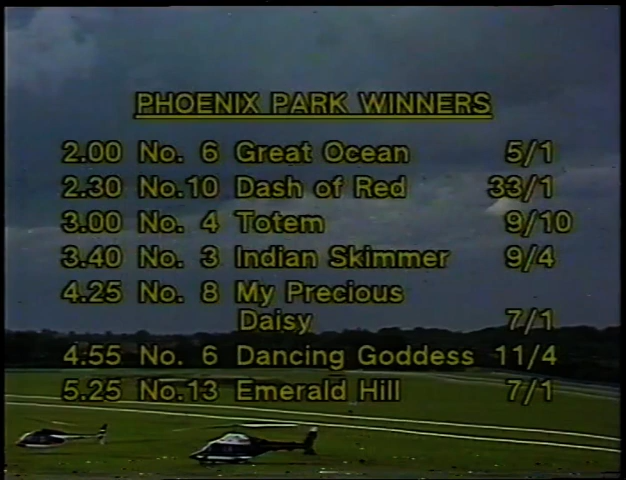 PHOENIX PARK WINNERS
2.00 No. 6 Great Ocean 5/1
2.30 No.10 Dash of Red 33/1
3.00 No. 4 Totem 9/10
3.40 No. 3 Indian Skimmer 9/4
4.25 No. 8 My Precious
Daisy 7/1
4.55 No. 6 Dancing Goddess 11/4
5.25 No.13 Emerald Hill 7/1